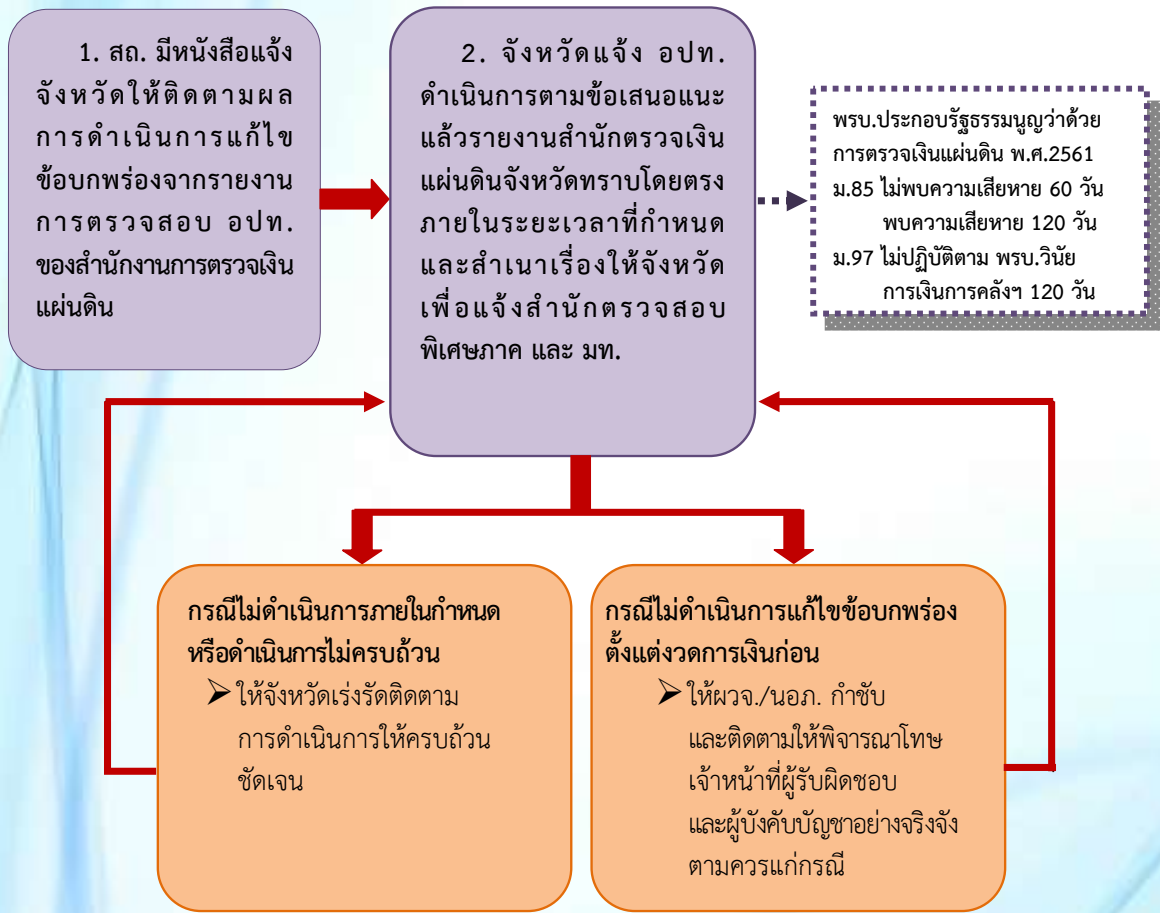 1. สถ. มีหนังสือแจ้ง
จังหวัดให้ติดตามผล
การดำเนินการแก้ไข
ข้อบกพร่องจากรายงาน
การตรวจสอบ อปท.
ของสำนักงานการตรวจเงิน
แผ่นดิน
2. จังหวัดแจ้ง อปท.
ดำเนินการตามข้อเสนอแนะ
แล้วรายงานสำนักตรวจเงิน
แผ่นดินจังหวัดทราบโดยตรง
ภายในระยะเวลาที่กำหนด
และสำเนาเรื่องให้จังหวัด
เพื่อแจ้งสำนักตรวจสอบ
พิเศษภาค และ มท.
พรบ.ประกอบรัฐธรรมนูญว่าด้วย
การตรวจเงินแผ่นดิน พ.ศ.2561
ม.85 ไม่พบความเสียหาย 60 วัน
พบความเสียหาย 120 วัน
ม.97 ไม่ปฏิบัติตาม พรบ.วินัย
การเงินการคลังฯ 120 วัน
กรณีไม่ดำเนินการภายในกำหนด
หรือดำเนินการไม่ครบถ้วน
➢ ให้จังหวัดเร่งรัดติดตาม
การดำเนินการให้ครบถ้วน
ชัดเจน
กรณีไม่ดำเนินการแก้ไขข้อบกพร่อง
ตั้งแต่งวดการเงินก่อน
➢ ให้ผวจ./นอภ. กำชับ
และติดตามให้พิจารณาโทษ
เจ้าหน้าที่ผู้รับผิดชอบ
และผู้บังคับบัญชาอย่างจริงจัง
ตามควรแก่กรณี